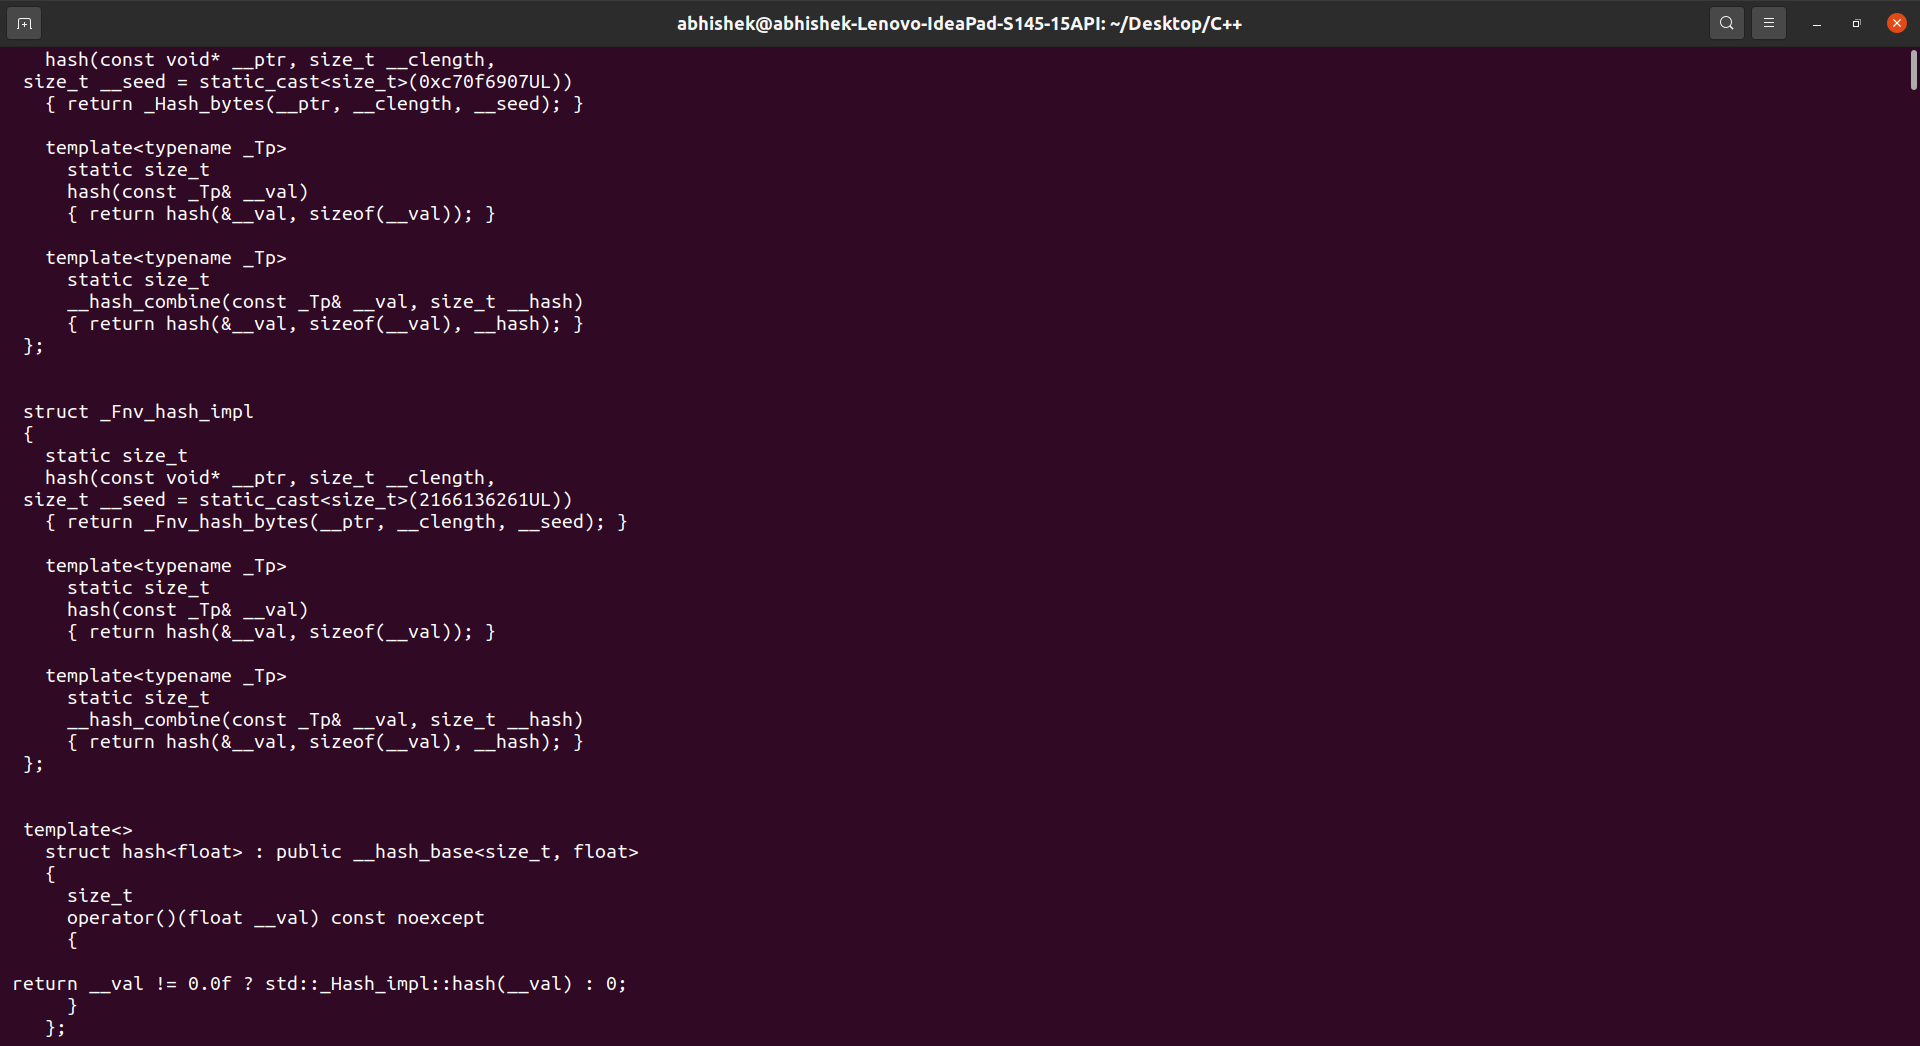 abhishek@abhishek-Lenovo-IdeaPad-S145-15API: ~/Desktop/C++
hash(const void* __ptr, size_t __clength,
size_t __seed = static_cast<size_t>(0xc70f6907UL))
{ return _Hash_bytes(__ptr, __clength, __seed); }
template<typename _Tp>
static size_t
hash(const _Tp& __val)
{ return hash(&__val, sizeof(__val)); }
template<typename _Tp>
static size_t
__hash_combine(const _Tp& __val, size_t __hash)
{ return hash(&__val, sizeof(__val), __hash); }
};
struct _Fnv_hash_impl
{
static size_t
hash(const void* __ptr, size_t __clength,
size_t __seed = static_cast<size_t>(2166136261UL))
{ return _Fnv_hash_bytes(__ptr, __clength, __seed); }
template<typename _Tp>
static size_t
hash(const _Tp& __val)
{ return hash(&__val, sizeof(__val)); }
template<typename _Tp>
static size_t
__hash_combine(const _Tp& __val, size_t __hash)
{ return hash(&__val, sizeof(__val), __hash); }
};
template<>
struct hash<float> : public __hash_base<size_t, float>
{
size_t
operator()(float __val) const noexcept
{
return __val != 0.0f ? std::_Hash_impl::hash(__val) : 0;
}
};